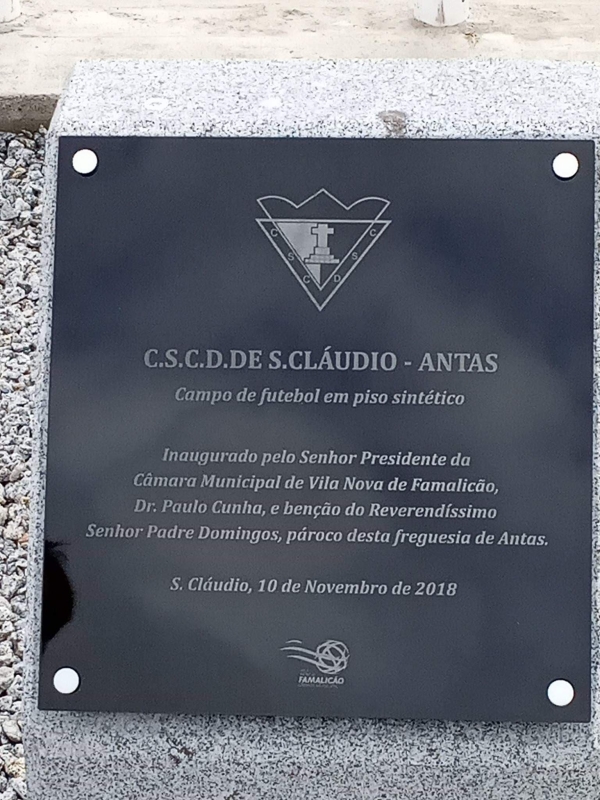 C C
S S
C D
C.S.C.D.DE S.CLÁUDIO - ANTAS
Campo de futebol em piso sintético
Inaugurado pelo Senhor Presidente da
Câmara Municipal de Vila Nova de Famalicão,
Dr. Paulo Cunha, e benção do Reverendíssimo
Senhor Padre Domingos, pároco desta freguesia de Antas.
S. Cláudio, 10 de Novembro de 2018
FAMALICÃO